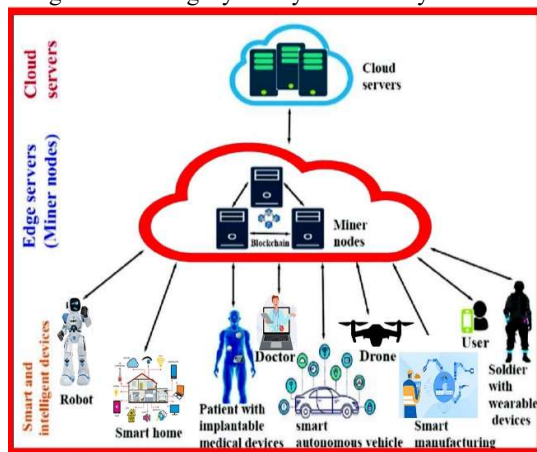 Cloud
servers
Cloud
servers
Edge servers
(Miner nodes)
Miner
nodes
Blockchain
Smart and
intelligent devices
Robot
Smart home
Patient with
implantable
medical devices
Doctor
smart
autonomous vehicle
Drone
Smart
manufacturing
User
Soldier
with
wearable
devices